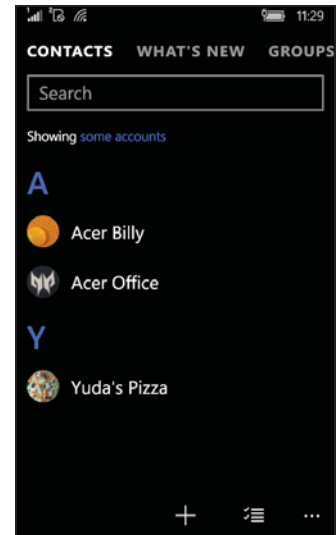 11:29
CONTACTS WHAT'S NEW GROUPS
Search
Showing some accounts
A
Acer Billy
Acer Office
Y
Yuda's Pizza